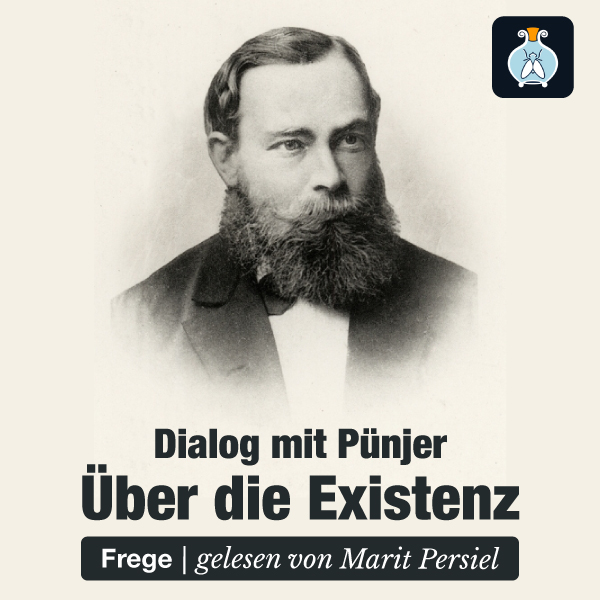 Dialog mit Pünjer
Über die Existenz
Frege | gelesen von Marit Persiel